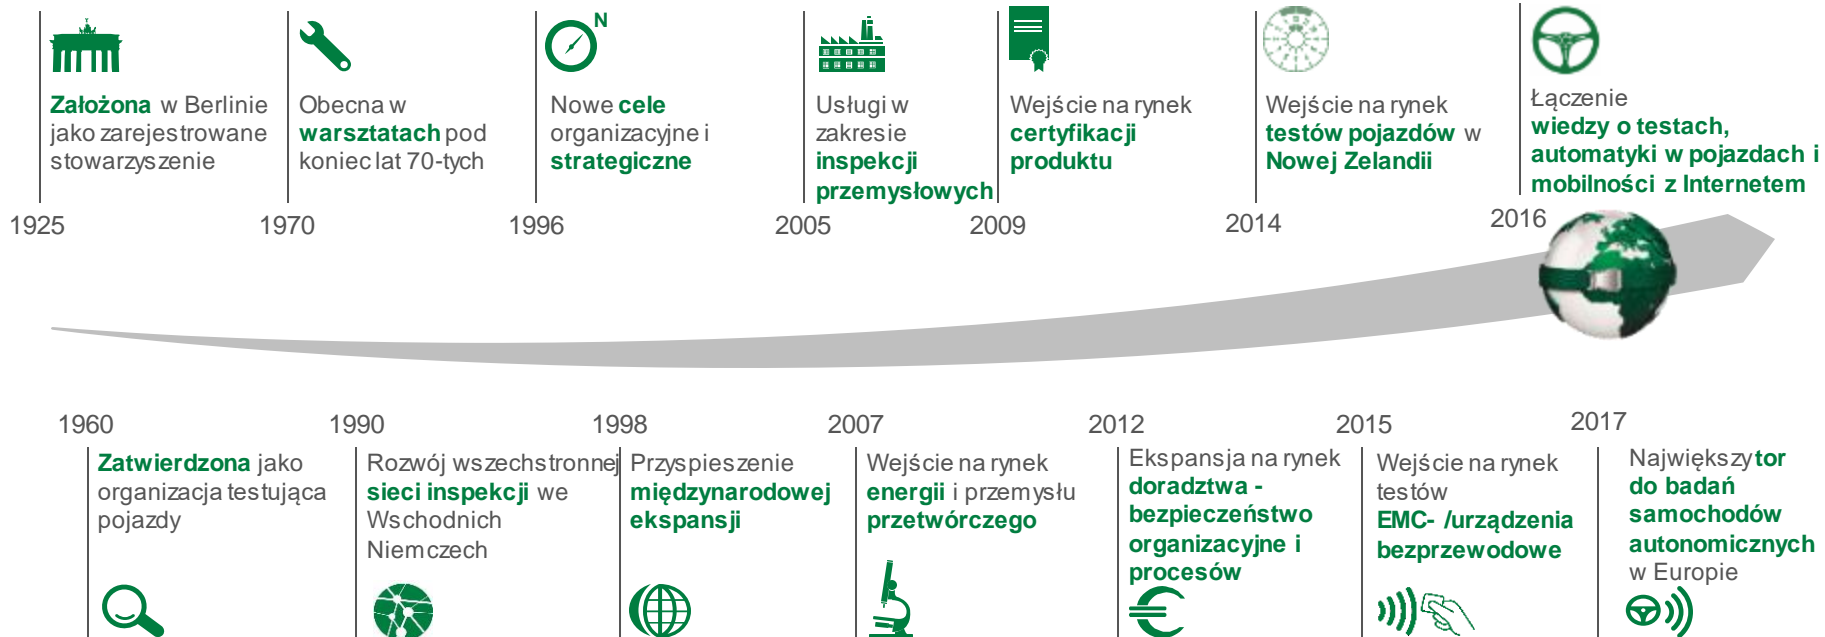 N
Założona w Berlinie
jako zarejestrowane
stowarzyszenie
1925
Obecna w
warsztatach pod
koniec lat 70-tych
1970
Nowe cele
organizacyjne i
strategiczne
1996
Usługi w
zakresie
inspekcji
przemysłowych
2005
Wejście na rynek
certyfikacji
produktu
2009
Wejście na rynek
testów pojazdów w
Nowej Zelandii
2014
Łączenie
wiedzy o testach,
automatyki w pojazdach i
mobilności z Internetem
2016
1960
Zatwierdzona jako
organizacja testująca
pojazdy
1990
Rozwój wszechstronnej
sieci inspekcji we
Wschodnich
Niemczech
1998
Przyspieszenie
międzynarodowej
ekspansji
2007
Wejście na rynek
energii i przemysłu
przetwórczego
2012
Ekspansja na rynek
doradztwa -
bezpieczeństwo
organizacyjne i
procesów
2015
Wejście na rynek
testów
EMC- /urządzenia
bezprzewodowe
2017
Największy tor
do badań
samochodów
autonomicznych
w Europie